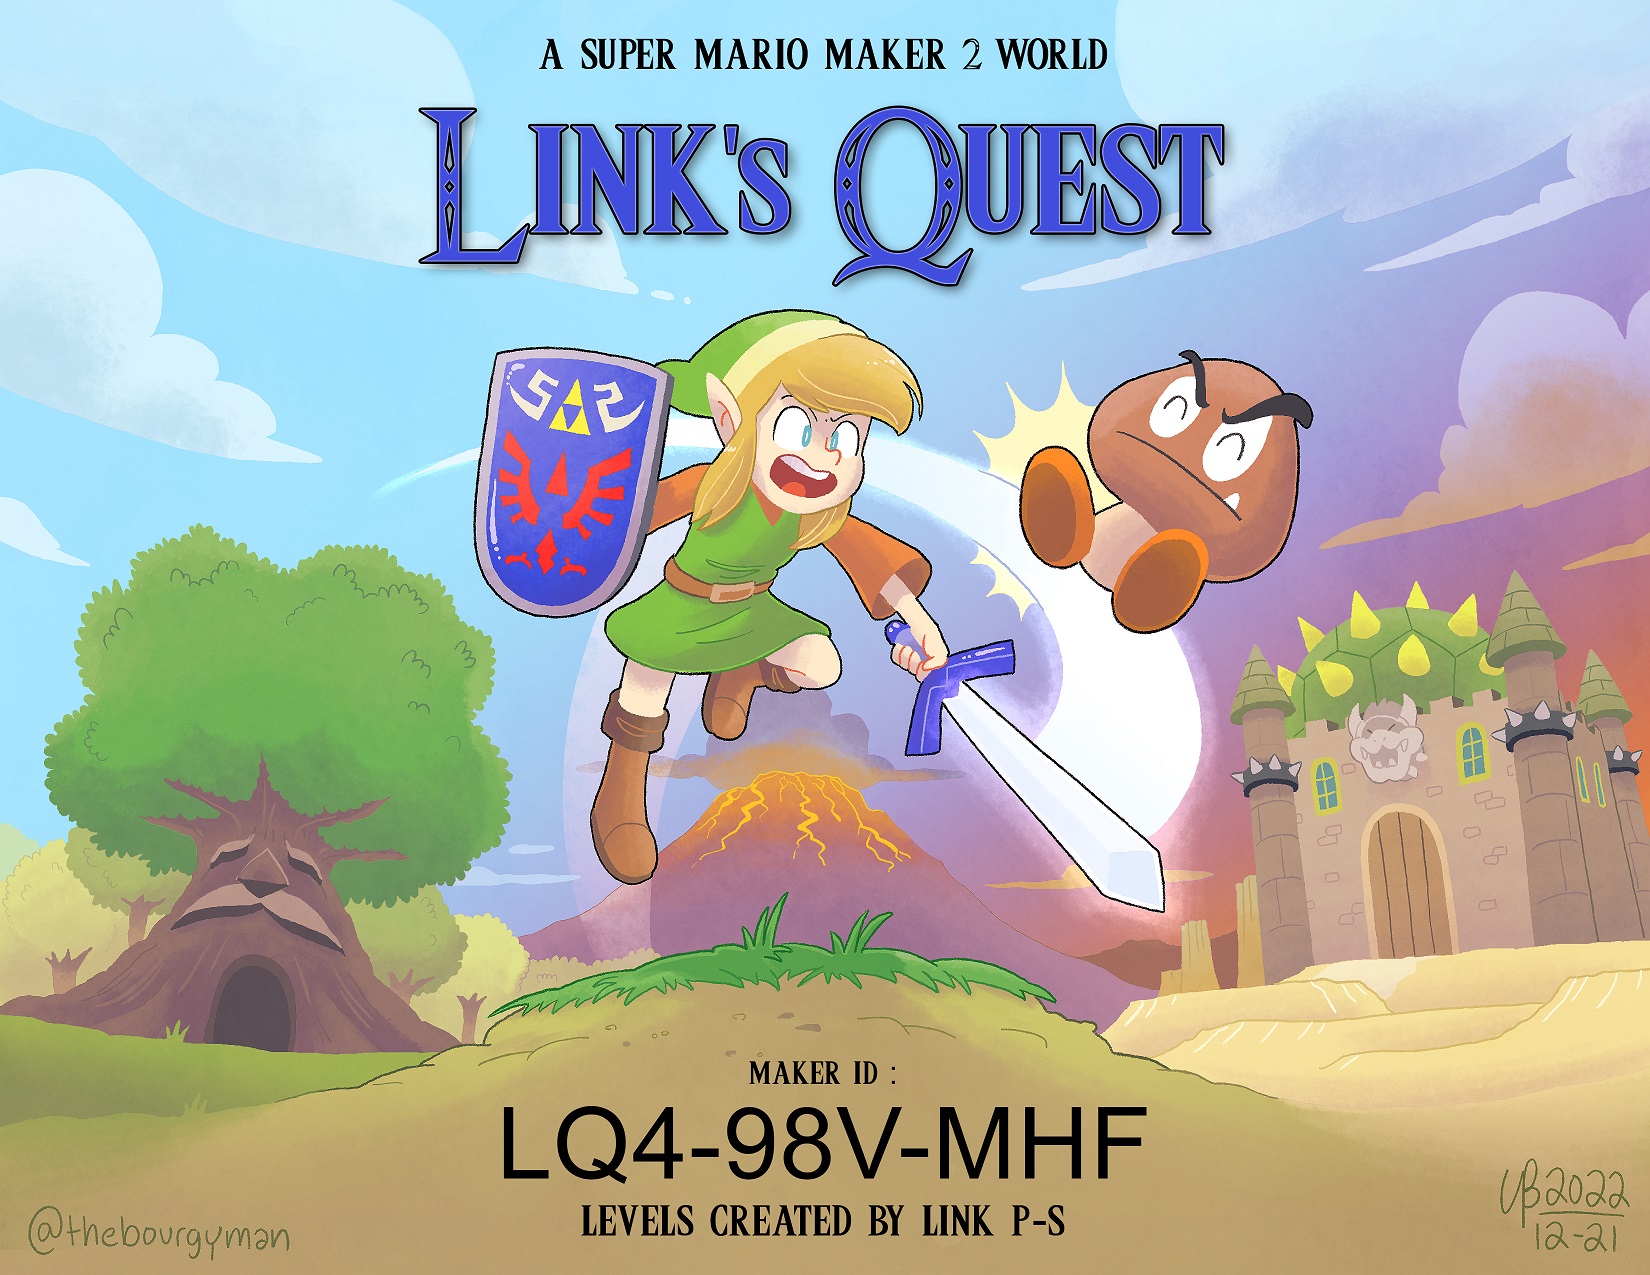 A SUPER MARIO MAKER 2 WORLD
LINK'S QUEST
MAKER ID :
LQ4-98V-MHF
LEVELS CREATED BY LINK P-S
@thebourgyman
2022
12-21